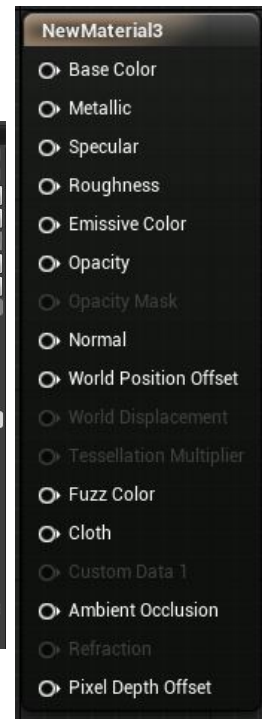 NewMaterial3
Base Color
Metallic
Specular
Roughness
Emissive Color
Opacity
Opacity Mask
Normal
World Position Offset
World Displacement
Tessellation Multiplier
Fuzz Color
Cloth
Custom Data 1
Ambient Occlusion
Refraction
Pixel Depth Offset